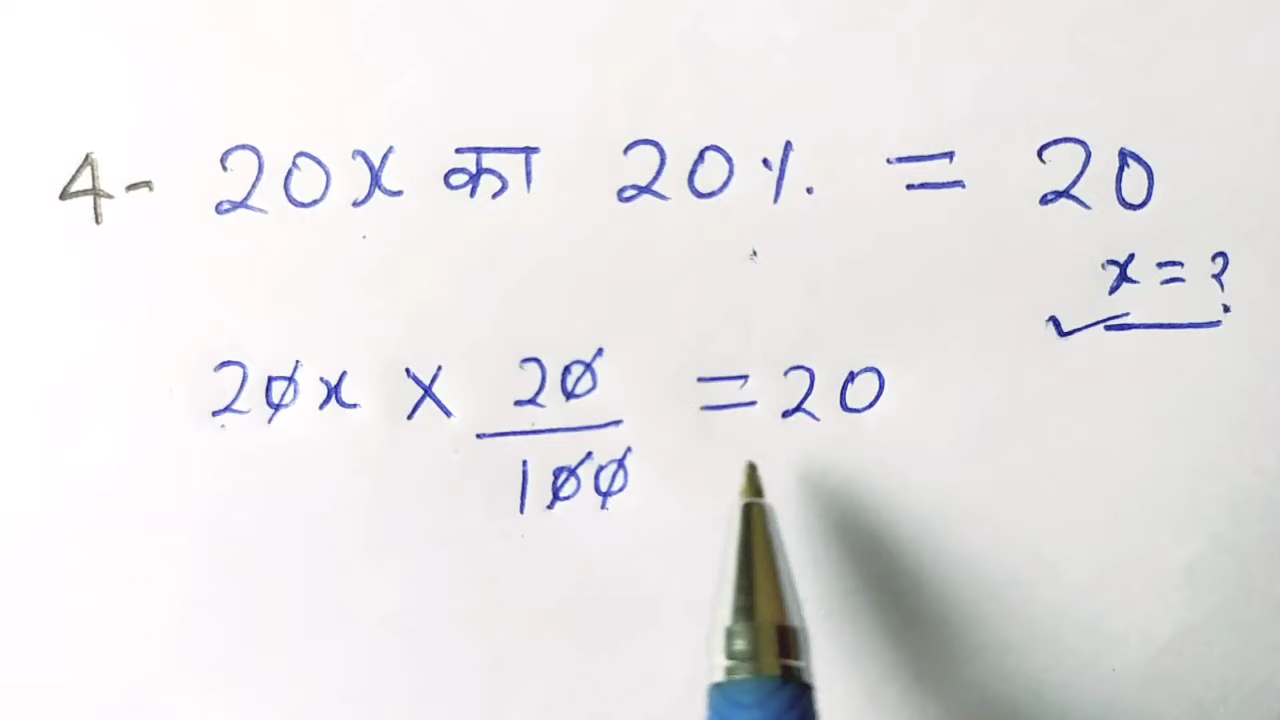 4- 20x का 20% = 20
x = ?
20x × 20/100 = 20